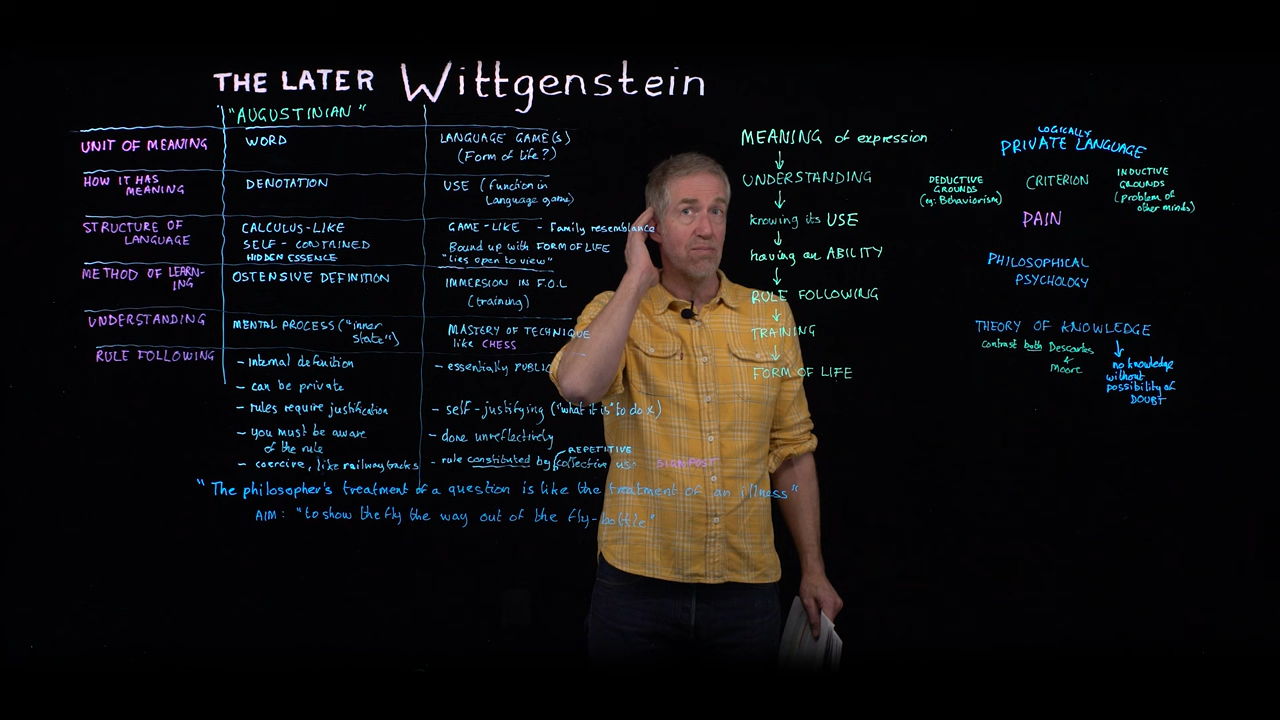 THE LATER Wittgenstein
"AUGUSTINIAN"
UNIT OF MEANING
WORD
LANGUAGE GAME(S)
(Form of life?)
HOW IT HAS
MEANING
DENOTATION
USE (function in
Language game)
STRUCTURE OF
LANGUAGE
CALCULUS-LIKE
SELF-CONTAINED
HIDDEN ESSENCE
GAME-LIKE - Family resemblance
Bound up with FORM OF LIFE
"lies open to view"
METHOD OF LEARN-
ING
OSTENSIVE DEFINITION
IMMERSION IN F.O.L
(training)
UNDERSTANDING
MENTAL PROCESS ("inner
state")
MASTERY OF TECHNIQUE
like CHESS
RULE FOLLOWING
- internal definition
- essentially PUBLIC
- can be private
- rules require justification
- self-justifying ("what it is" to do x)
- you must be aware
of the rule
- done unreflectively
- coercive, like railway tracks
- rule constituted by
REPETITIVE
collective use
SIGNPOST
"The philosopher's treatment of a question is like the treatment of an illness"
AIM: "to show the fly the way out of the fly-bottle"
MEANING of expression
↓
UNDERSTANDING
↓
knowing its USE
↓
having an ABILITY
↓
RULE FOLLOWING
↓
TRAINING
↓
FORM OF LIFE
LOGICALLY
PRIVATE LANGUAGE
DEDUCTIVE
GROUNDS
(eg: Behaviorism)
CRITERION
INDUCTIVE
GROUNDS
(problem of
other minds)
PAIN
PHILOSOPHICAL
PSYCHOLOGY
THEORY OF KNOWLEDGE
contrast both Descartes
+
Moore
↓
no knowledge
without
possibility of
DOUBT